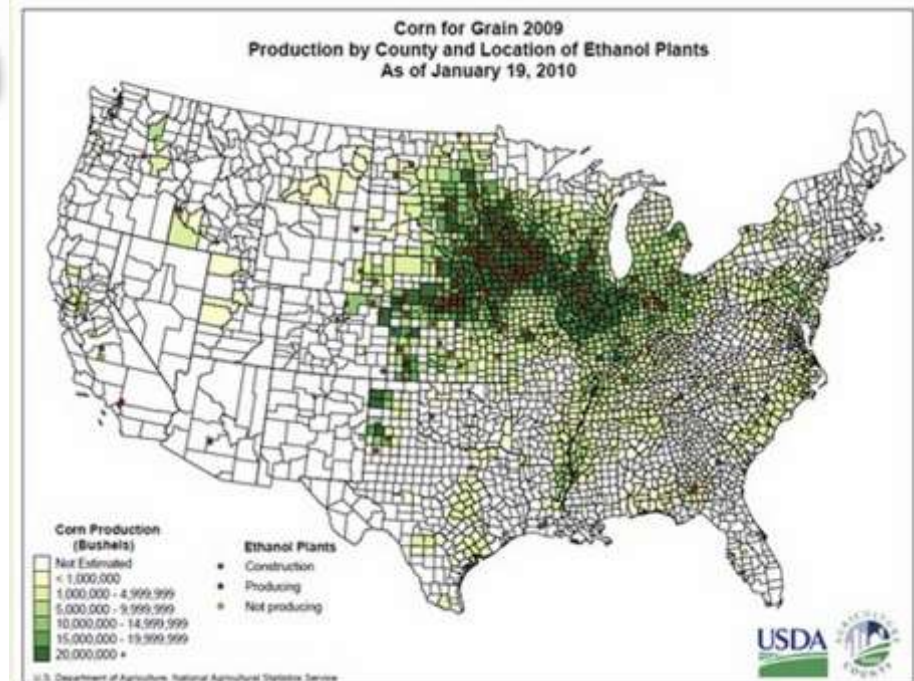 Corn for Grain 2009
Production by County and Location of Ethanol Plants
As of January 19, 2010
Corn Production
(Bushels)
Not Estimated
< 1,000,000
1,000,000 - 4,999,999
5,000,000 - 9,999,999
10,000,000 - 14,999,999
15,000,000 - 19,999,999
20,000,000 +
Ethanol Plants
Construction
Producing
Not producing
U.S. Department of Agriculture, National Agricultural Statistics Service
USDA
AGRICULTURE
COUNTS